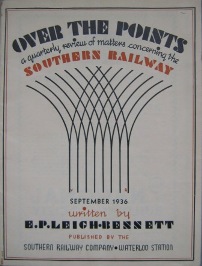 OVER THE POINTS
a quarterly review of matters concerning the
SOUTHERN RAILWAY
SEPTEMBER 1936
written by
E.P.LEIGH-BENNETT
PUBLISHED BY THE
SOUTHERN RAILWAY COMPANY • WATERLOO STATION